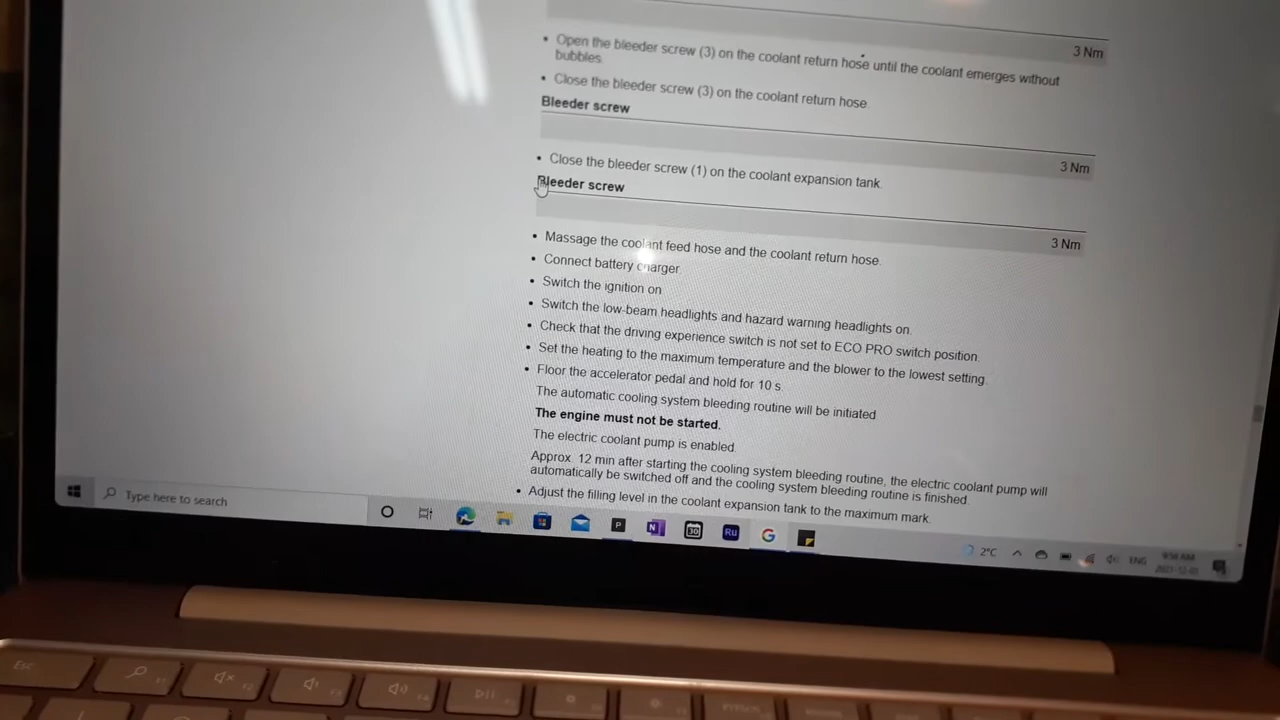 3 Nm
• Open the bleeder screw (3) on the coolant return hose until the coolant emerges without
bubbles.
• Close the bleeder screw (3) on the coolant return hose.
Bleeder screw
3 Nm
• Close the bleeder screw (1) on the coolant expansion tank.
Bleeder screw
3 Nm
• Massage the coolant feed hose and the coolant return hose.
• Connect battery charger.
• Switch the ignition on
• Switch the low-beam headlights and hazard warning headlights on.
• Check that the driving experience switch is not set to ECO PRO switch position.
• Set the heating to the maximum temperature and the blower to the lowest setting.
• Floor the accelerator pedal and hold for 10 s.
The automatic cooling system bleeding routine will be initiated
The engine must not be started.
The electric coolant pump is enabled.
Approx. 12 min after starting the cooling system bleeding routine, the electric coolant pump will
automatically be switched off and the cooling system bleeding routine is finished.
• Adjust the filling level in the coolant expansion tank to the maximum mark.
Type here to search
P
N
30
Ru
G
2°C
ENG
9:56 AM
Esc